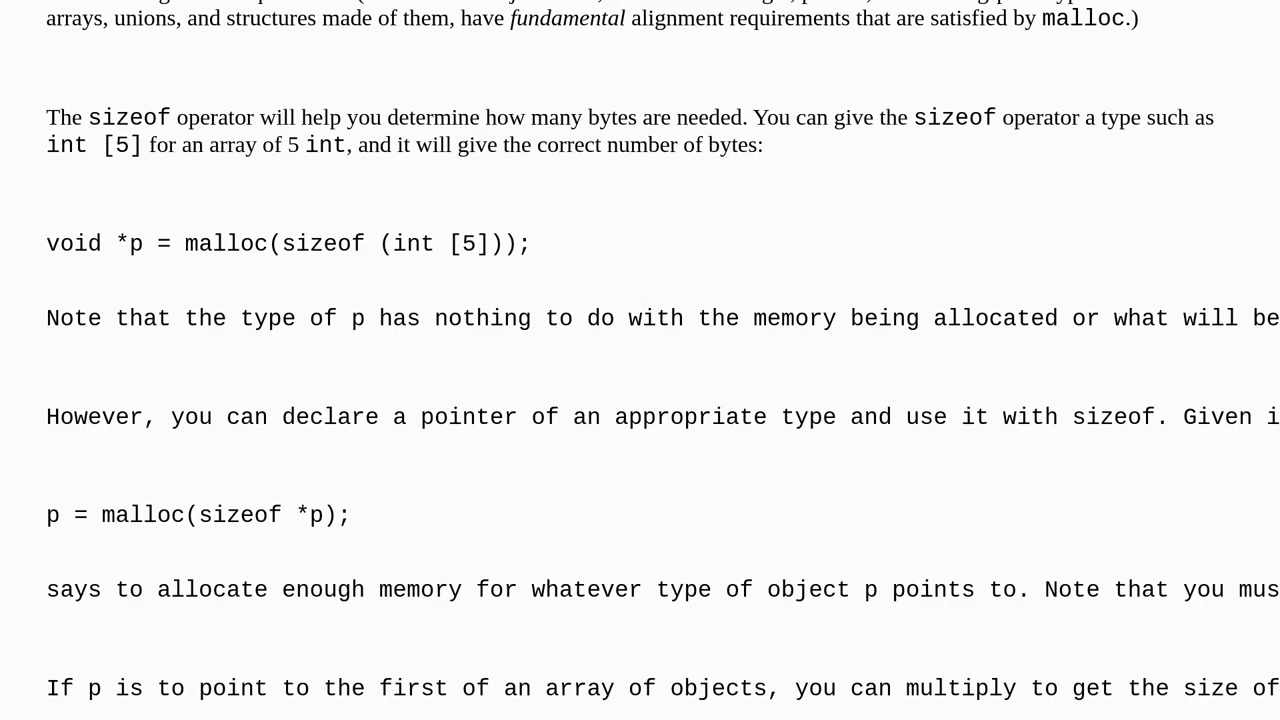 arrays, unions, and structures made of them, have fundamental alignment requirements that are satisfied by malloc.)
The sizeof operator will help you determine how many bytes are needed. You can give the sizeof operator a type such as
int [5] for an array of 5 int, and it will give the correct number of bytes:
void *p = malloc(sizeof (int [5]));
Note that the type of p has nothing to do with the memory being allocated or what will be
However, you can declare a pointer of an appropriate type and use it with sizeof. Given i
p = malloc(sizeof *p);
says to allocate enough memory for whatever type of object p points to. Note that you mus
If p is to point to the first of an array of objects, you can multiply to get the size of